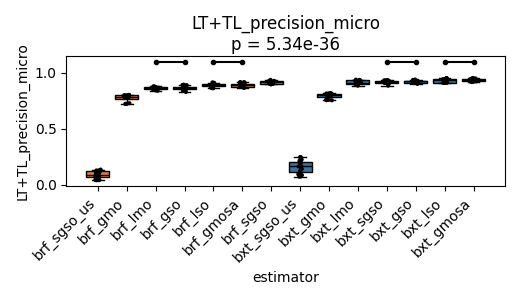 LT+TL_precision_micro
p = 5.34e-36
LT+TL_precision_micro
1.0
0.5
0.0
brf_sgso_us
brf_gmo
brf_lmo
brf_gso
brf_lso
brf_gmosa
brf_sgso
bxt_sgso_us
bxt_gmo
bxt_lmo
bxt_sgso
bxt_gso
bxt_lso
bxt_gmosa
estimator